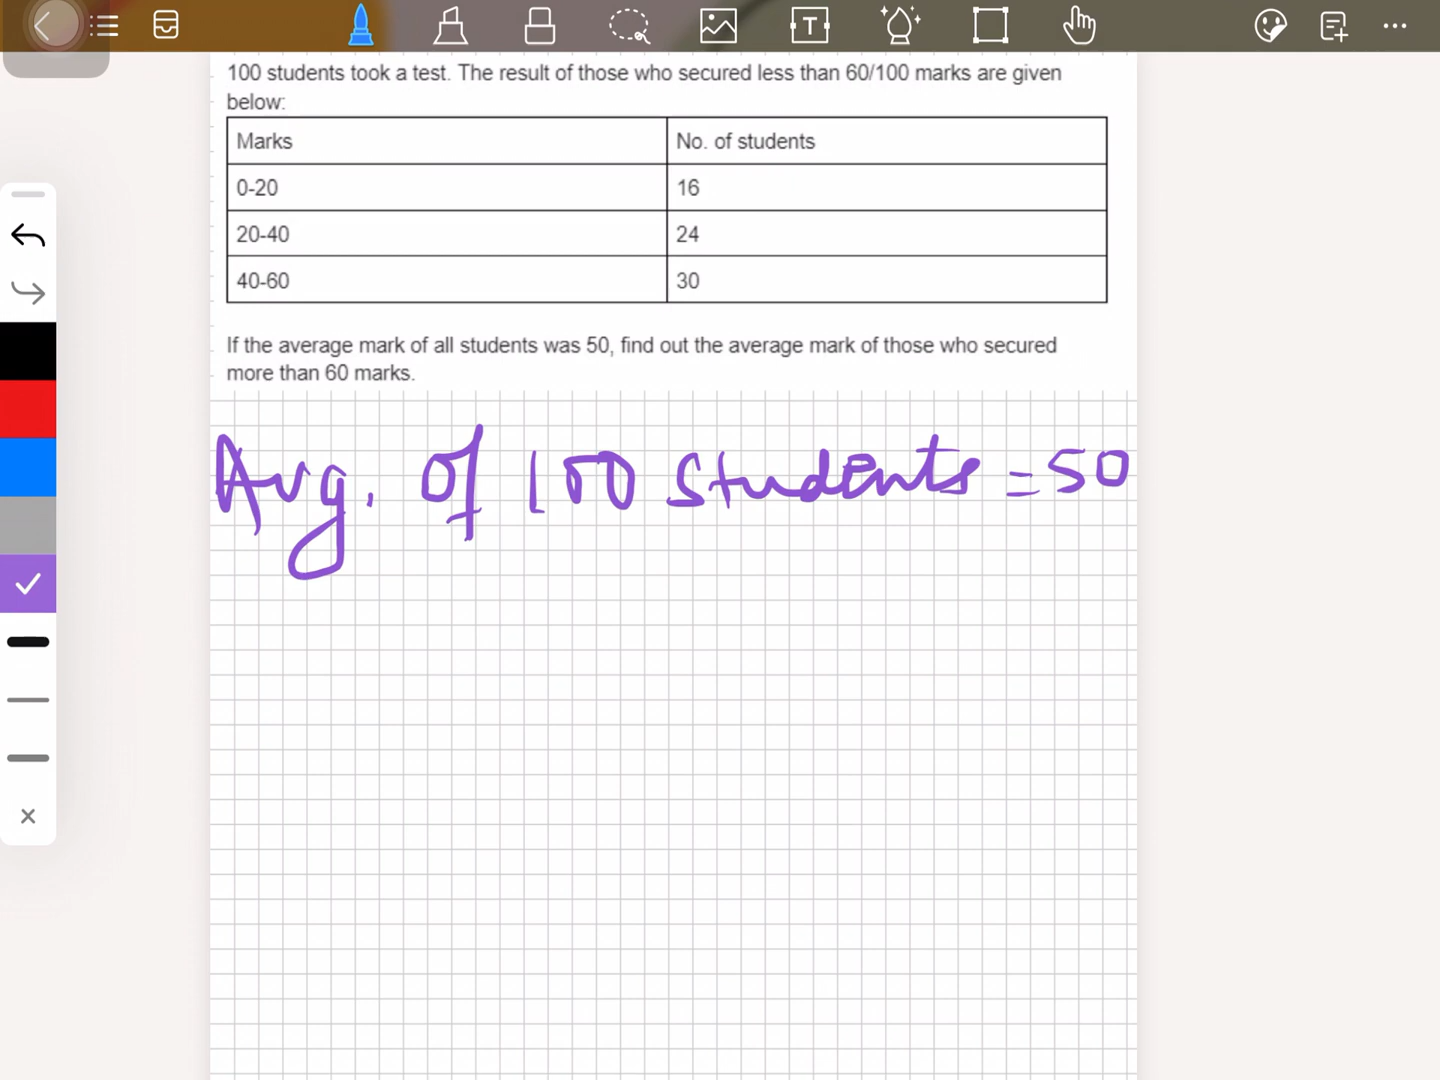 100 students took a test. The result of those who secured less than 60/100 marks are given
below:
Marks No. of students
0-20 16
20-40 24
40-60 30
If the average mark of all students was 50, find out the average mark of those who secured
more than 60 marks.
Avg. of 100 students = 50